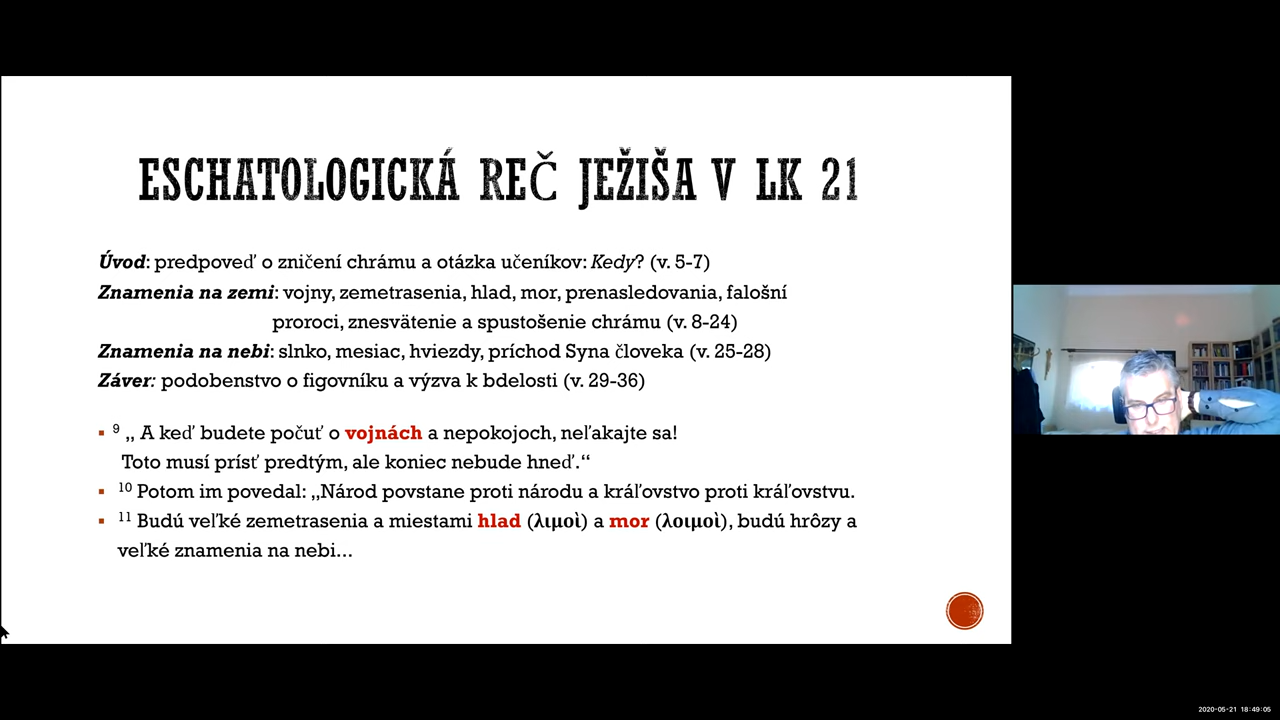 ESCHATOLOGICKÁ REČ JEŽIŠA V LK 21
Úvod: predpoveď o zničení chrámu a otázka učeníkov: Kedy? (v. 5-7)
Znamenia na zemi: vojny, zemetrasenia, hlad, mor, prenasledovania, falošní
proroci, znesvätenie a spustošenie chrámu (v. 8-24)
Znamenia na nebi: slnko, mesiac, hviezdy, príchod Syna človeka (v. 25-28)
Záver: podobenstvo o figovníku a výzva k bdelosti (v. 29-36)
▪ 9 „ A keď budete počuť o vojnách a nepokojoch, neľakajte sa!
Toto musí prísť predtým, ale koniec nebude hneď.“
▪ 10 Potom im povedal: „Národ povstane proti národu a kráľovstvo proti kráľovstvu.
▪ 11 Budú veľké zemetrasenia a miestami hlad (λιμοὶ) a mor (λοιμοὶ), budú hrôzy a
veľké znamenia na nebi...
2020-05-21 18:49:05